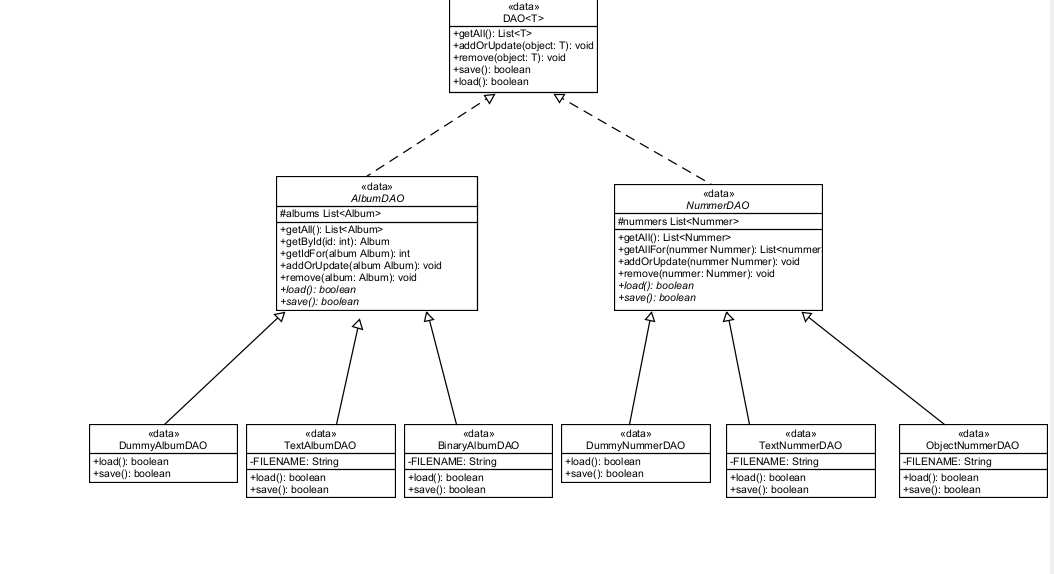 «data»
DAO<T>
+getAll(): List<T>
+addOrUpdate(object: T): void
+remove(object: T): void
+save(): boolean
+load(): boolean
«data»
AlbumDAO
#albums List<Album>
+getAll(): List<Album>
+getById(id: int): Album
+getIdFor(album Album): int
+addOrUpdate(album Album): void
+remove(album: Album): void
+load(): boolean
+save(): boolean
«data»
NummerDAO
#nummers List<Nummer>
+getAll(): List<Nummer>
+getAllFor(nummer Nummer): List<nummer
+addOrUpdate(nummer Nummer): void
+remove(nummer: Nummer): void
+load(): boolean
+save(): boolean
«data»
DummyAlbumDAO
+load(): boolean
+save(): boolean
«data»
TextAlbumDAO
-FILENAME: String
+load(): boolean
+save(): boolean
«data»
BinaryAlbumDAO
-FILENAME: String
+load(): boolean
+save(): boolean
«data»
DummyNummerDAO
+load(): boolean
+save(): boolean
«data»
TextNummerDAO
-FILENAME: String
+load(): boolean
+save(): boolean
«data»
ObjectNummerDAO
-FILENAME: String
+load(): boolean
+save(): boolean